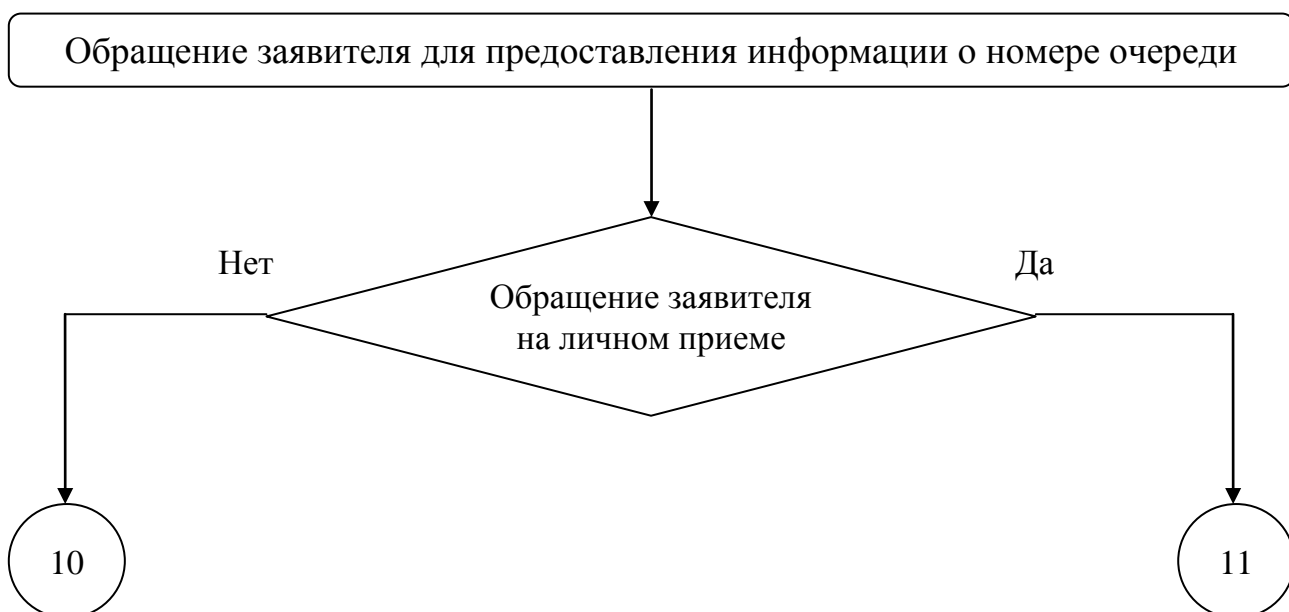 Обращение заявителя для предоставления информации о номере очереди
Нет
Да
Обращение заявителя
на личном приеме
10
11